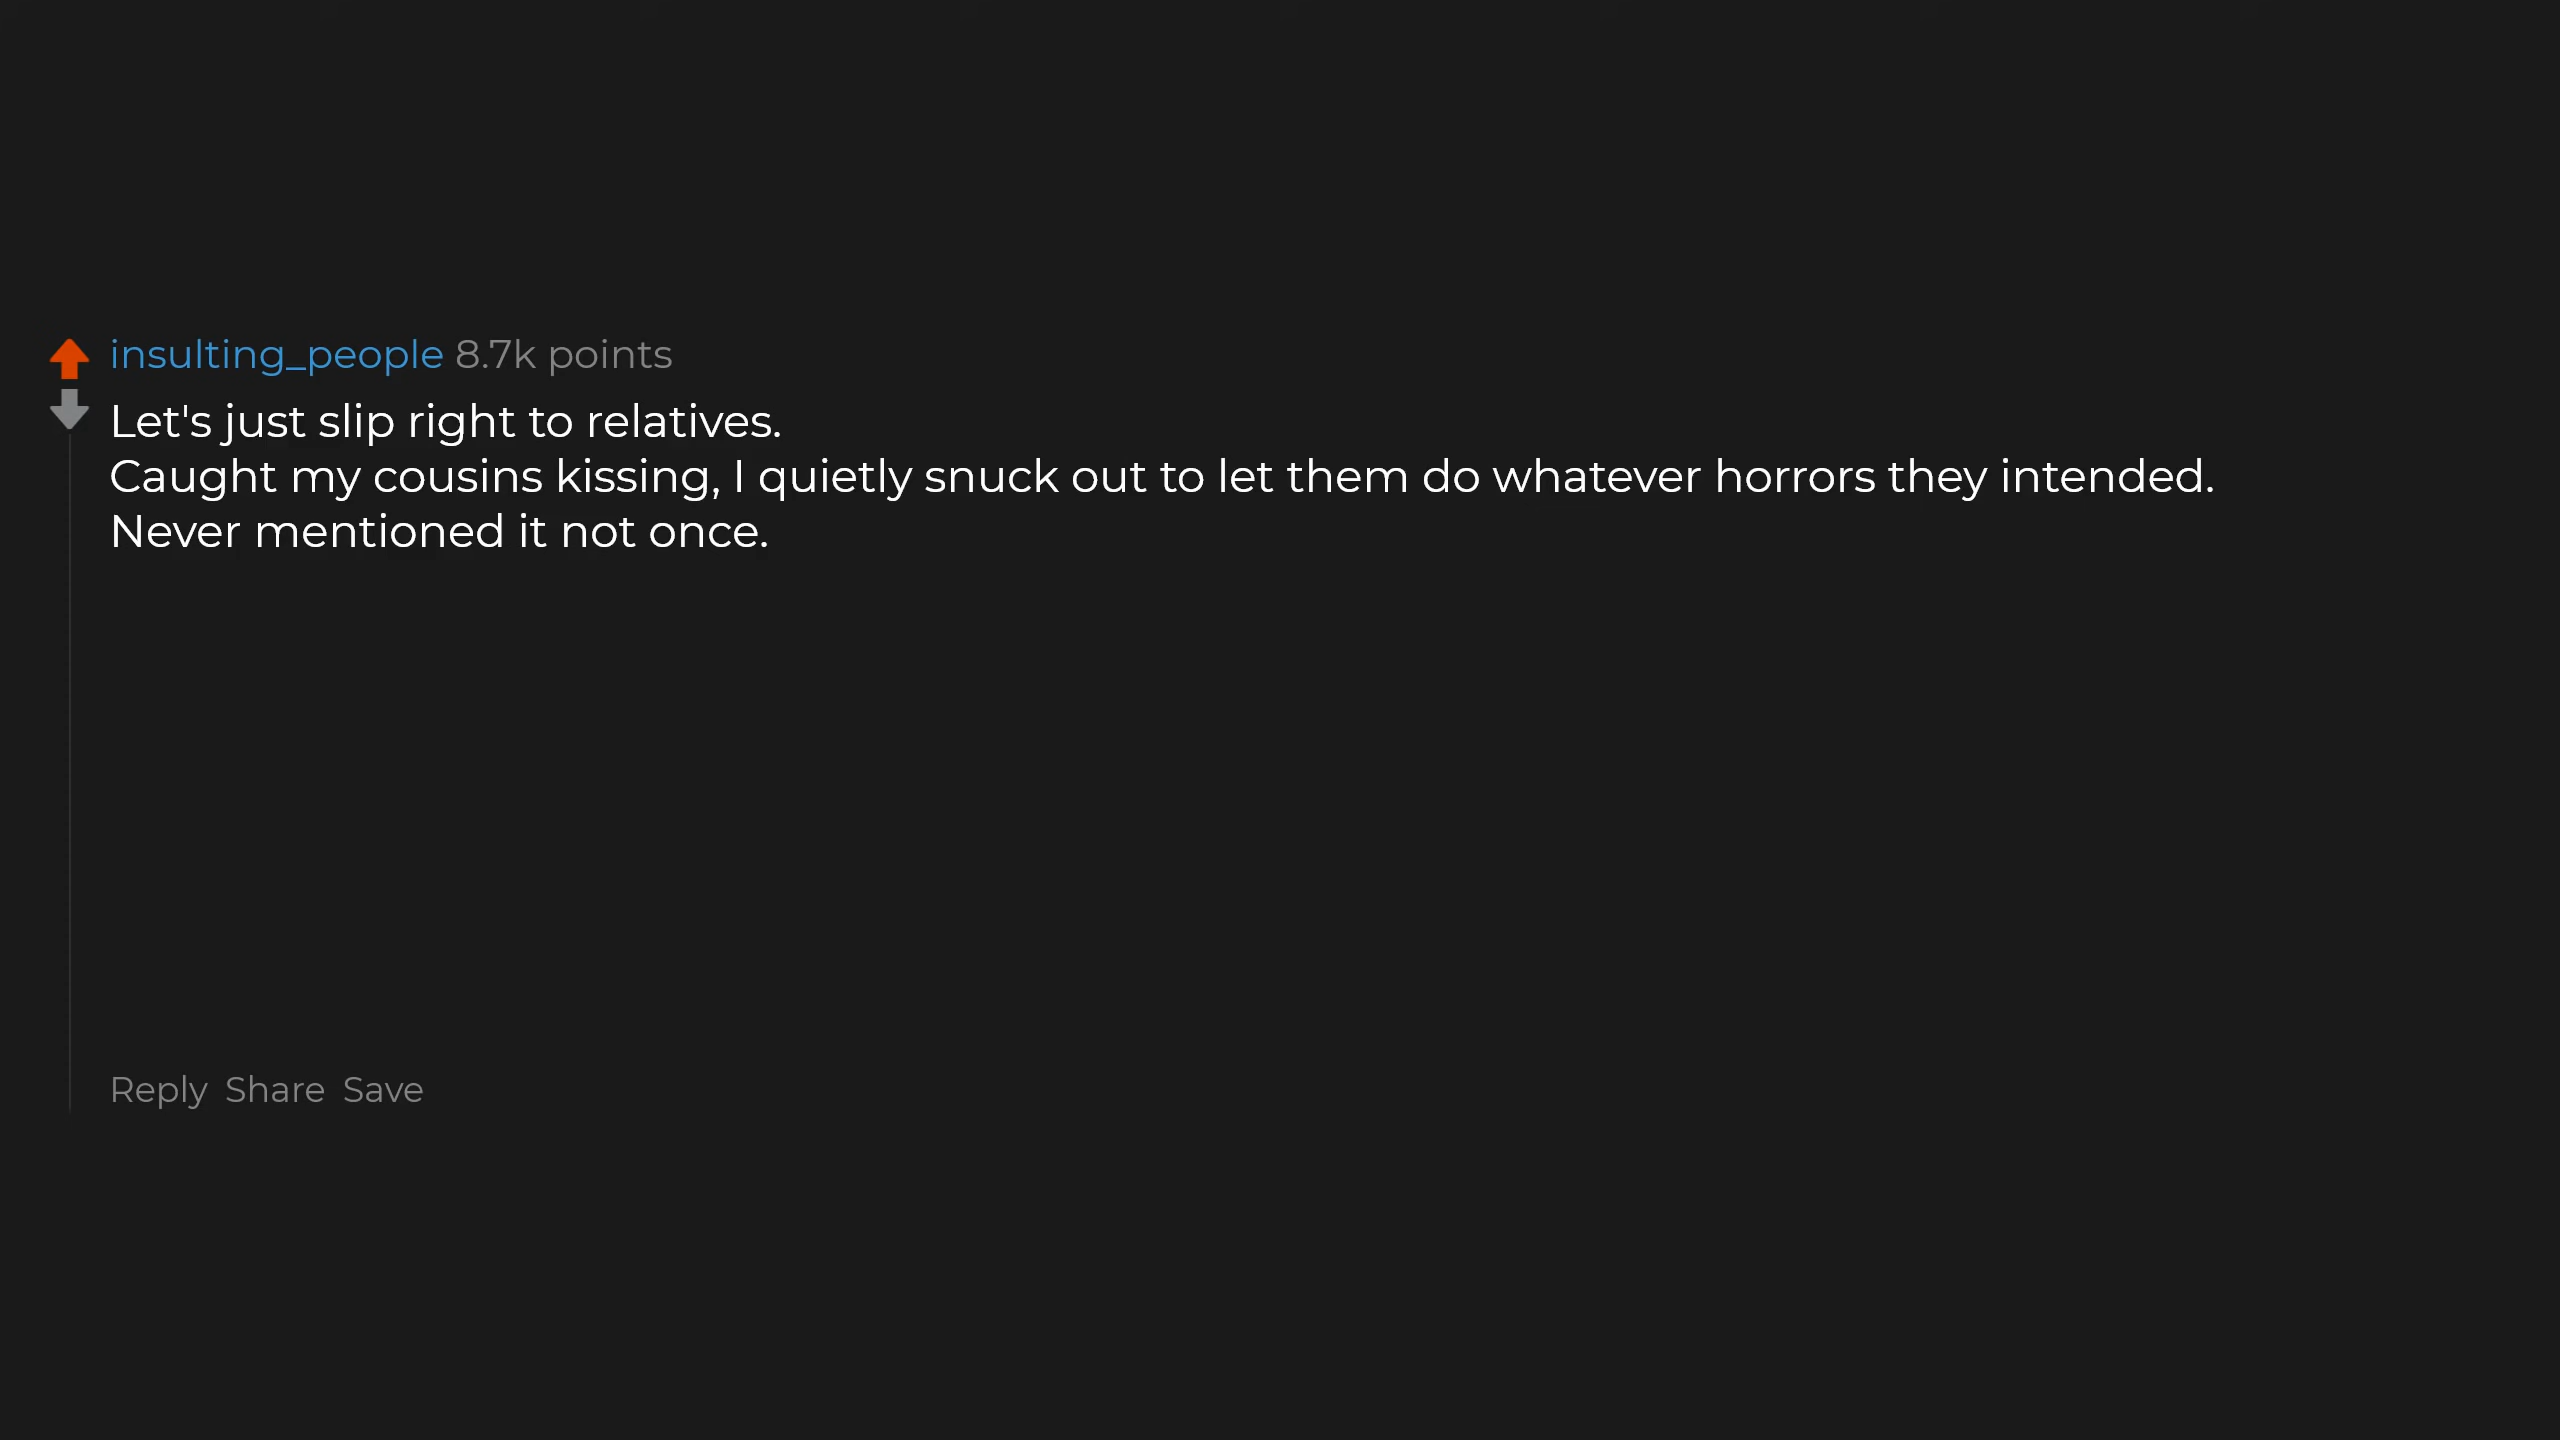 insulting_people 8.7k points
Let's just slip right to relatives.
Caught my cousins kissing, I quietly snuck out to let them do whatever horrors they intended.
Never mentioned it not once.
Reply Share Save